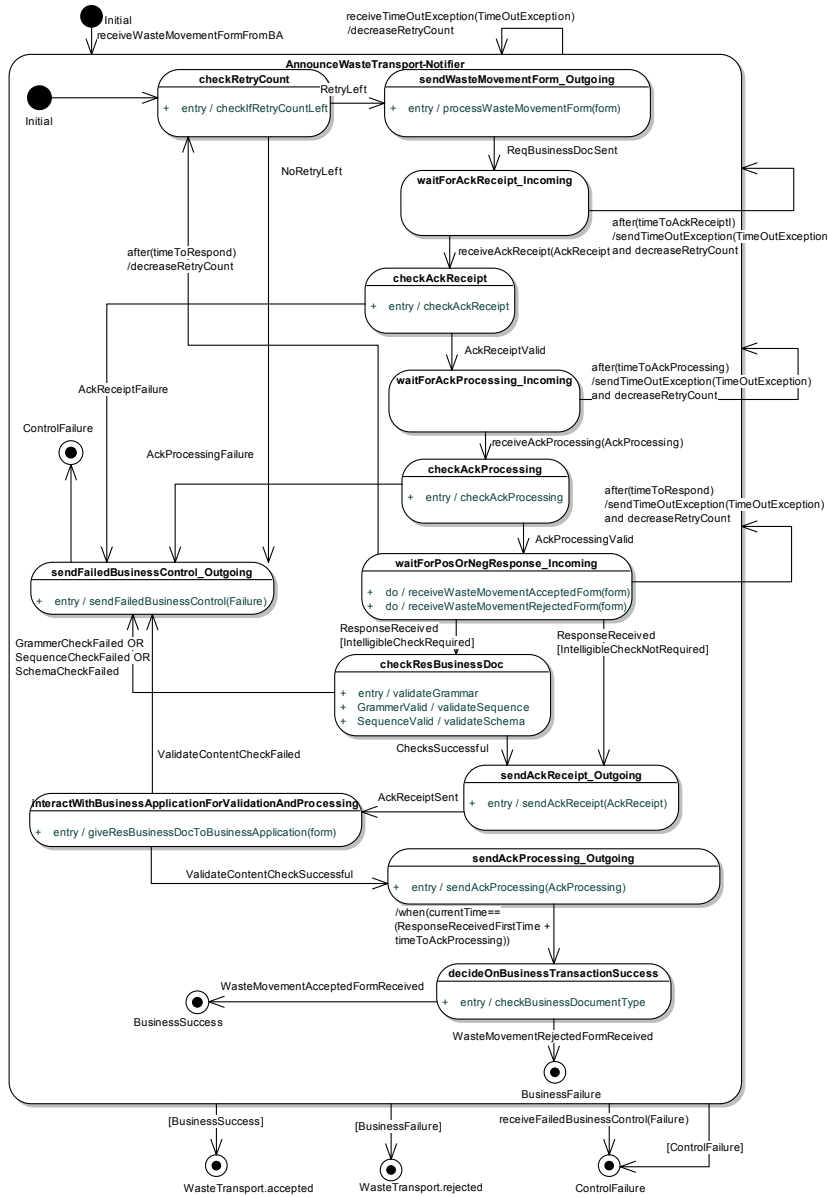 Initial
receiveWasteMovementFormFromBA
receiveTimeOutException(TimeOutException)
/decreaseRetryCount
AnnounceWasteTransport-Notifier
Initial
checkRetryCount
+ entry / checkIfRetryCountLeft
RetryLeft
sendWasteMovementForm_Outgoing
+ entry / processWasteMovementForm(form)
NoRetryLeft
ReqBusinessDocSent
waitForAckReceipt_Incoming
after(timeToAckReceiptI)
/sendTimeOutException(TimeOutException
and decreaseRetryCount
after(timeToRespond)
/decreaseRetryCount
receiveAckReceipt(AckReceipt
checkAckReceipt
+ entry / checkAckReceipt
AckReceiptValid
AckReceiptFailure
waitForAckProcessing_Incoming
after(timeToAckProcessing)
/sendTimeOutException(TimeOutException)
and decreaseRetryCount
ControlFailure
AckProcessingFailure
receiveAckProcessing(AckProcessing)
checkAckProcessing
+ entry / checkAckProcessing
after(timeToRespond)
/sendTimeOutException(TimeOutException)
and decreaseRetryCount
AckProcessingValid
sendFailedBusinessControl_Outgoing
+ entry / sendFailedBusinessControl(Failure)
waitForPosOrNegResponse_Incoming
+ do / receiveWasteMovementAcceptedForm(form)
+ do / receiveWasteMovementRejectedForm(form)
GrammerCheckFailed OR
SequenceCheckFailed OR
SchemaCheckFailed
ResponseReceived
[IntelligibleCheckRequired]
ResponseReceived
[IntelligibleCheckNotRequired]
checkResBusinessDoc
+ entry / validateGrammar
+ GrammerValid / validateSequence
+ SequenceValid / validateSchema
ChecksSuccessful
ValidateContentCheckFailed
sendAckReceipt_Outgoing
+ entry / sendAckReceipt(AckReceipt)
AckReceiptSent
interactWithBusinessApplicationForValidationAndProcessing
+ entry / giveResBusinessDocToBusinessApplication(form)
ValidateContentCheckSuccessful
sendAckProcessing_Outgoing
+ entry / sendAckProcessing(AckProcessing)
/when(currentTime==
(ResponseReceivedFirstTime +
timeToAckProcessing))
decideOnBusinessTransactionSuccess
+ entry / checkBusinessDocumentType
WasteMovementAcceptedFormReceived
BusinessSuccess
WasteMovementRejectedFormReceived
BusinessFailure
[BusinessSuccess]
[BusinessFailure]
receiveFailedBusinessControl(Failure)
[ControlFailure]
WasteTransport.accepted
WasteTransport.rejected
ControlFailure